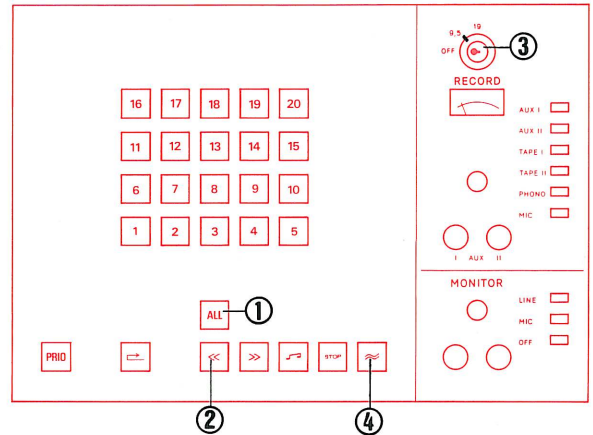 19
9,5
OFF
3
RECORD
16 17 18 19 20
11 12 13 14 15
6 7 8 9 10
1 2 3 4 5
AUX I
AUX II
TAPE I
TAPE II
PHONO
MIC
I AUX II
MONITOR
LINE
MIC
OFF
ALL 1
PRIO << >> STOP
2 4